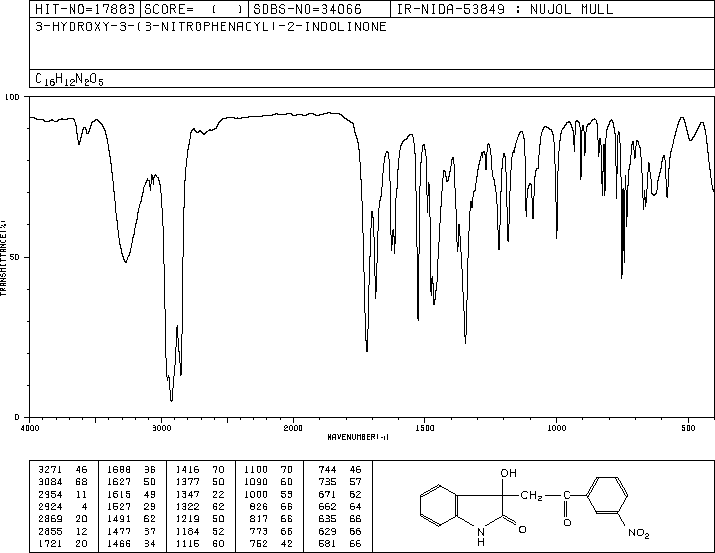 HIT-NO=17883 SCORE= ( ) SDBS-NO=34066 IR-NIDA-53849 : NUJOL MULL
3-HYDROXY-3-(3-NITROPHENACYL)-2-INDOLINONE
C16H12N2O5
100
50
0
TRANSMITTANCE(%)
4000 3000 2000 1500 1000 500
WAVENUMBER(-1)
3271 46 1688 36 1416 70 1100 70 744 46
3084 68 1627 50 1377 50 1090 60 735 57
2954 11 1615 49 1347 22 1000 59 671 62
2924 4 1527 29 1322 62 826 66 662 64
2869 20 1491 62 1219 50 817 66 635 66
2855 12 1477 37 1184 52 773 66 629 66
1721 20 1466 34 1115 60 752 42 581 66
OH
CH2 C
O O
N
H
NO2